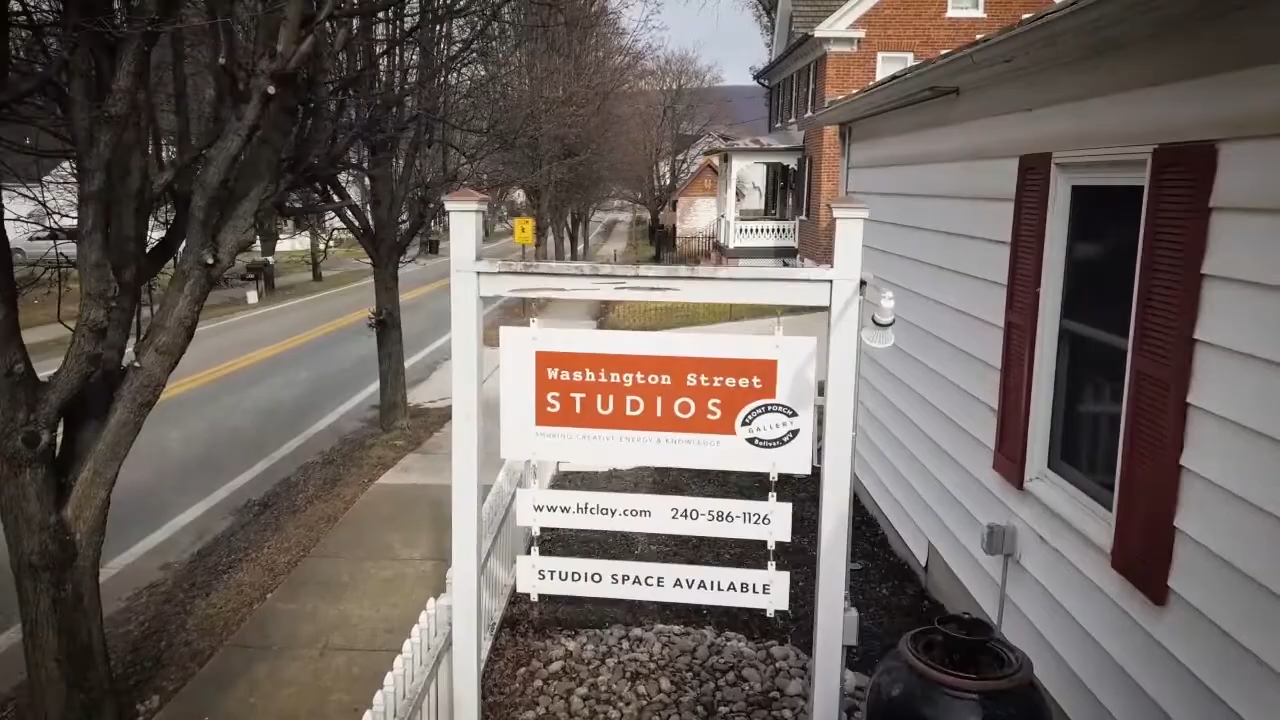 Washington Street
STUDIOS
SHARING CREATIVE ENERGY & KNOWLEDGE
FRONT PORCH
GALLERY
Bolivar, WV
www.hfclay.com 240-586-1126
STUDIO SPACE AVAILABLE